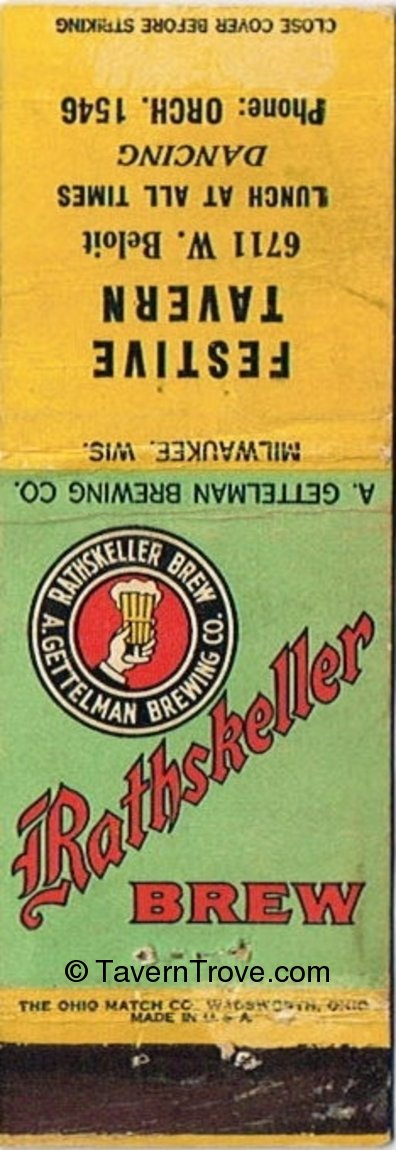 CLOSE COVER BEFORE STRIKING
Phone: ORCH. 1546
DANCING
LUNCH AT ALL TIMES
6711 W. Beloit
FESTIVE
TAVERN
MILWAUKEE, WIS.
A. GETTELMAN BREWING CO.
RATHSKELLER BREW
A. GETTELMAN BREWING CO.
Rathskeller
BREW
© TavernTrove.com
THE OHIO MATCH CO. WADSWORTH, OHIO
MADE IN U.S.A.